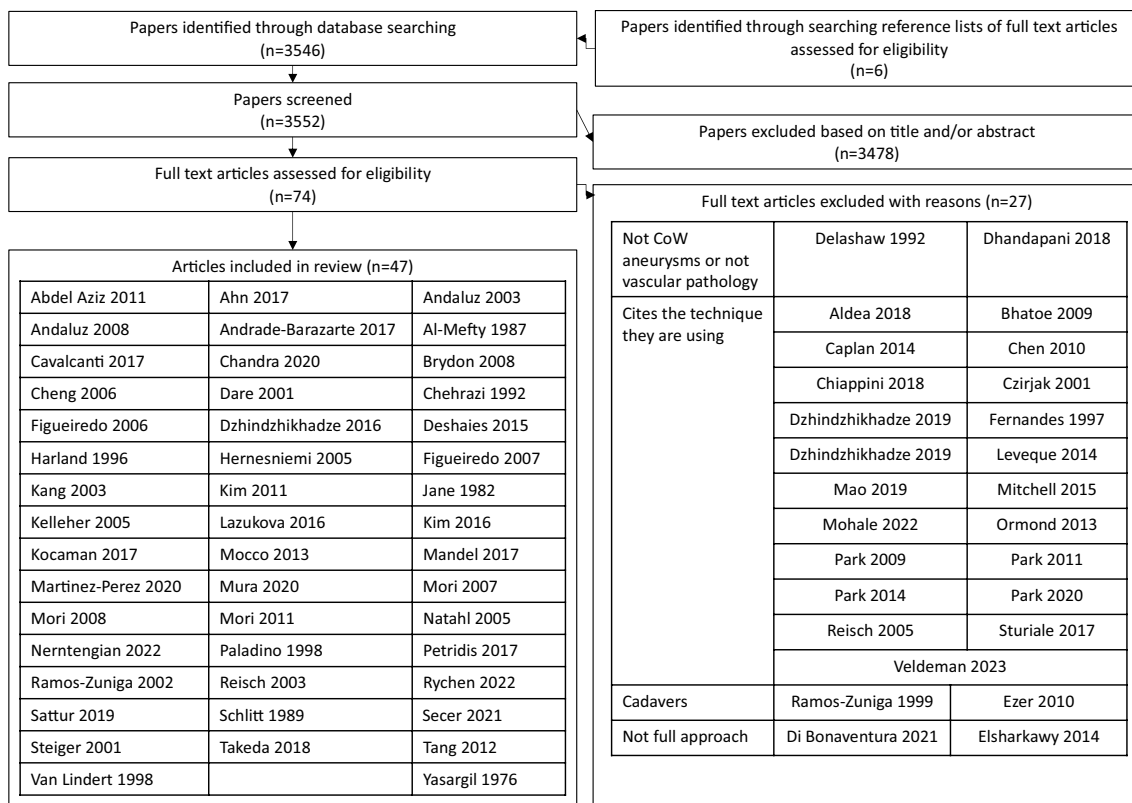 Papers identified through database searching
(n=3546)
Papers identified through searching reference lists of full text articles
assessed for eligibility
(n=6)
Papers screened
(n=3552)
Papers excluded based on title and/or abstract
(n=3478)
Full text articles assessed for eligibility
(n=74)
Articles included in review (n=47)
Abdel Aziz 2011 Ahn 2017 Andaluz 2003
Andaluz 2008 Andrade-Barazarte 2017 Al-Mefty 1987
Cavalcanti 2017 Chandra 2020 Brydon 2008
Cheng 2006 Dare 2001 Chehrazi 1992
Figueiredo 2006 Dzhindzhikhadze 2016 Deshaies 2015
Harland 1996 Hernesniemi 2005 Figueiredo 2007
Kang 2003 Kim 2011 Jane 1982
Kelleher 2005 Lazukova 2016 Kim 2016
Kocaman 2017 Mocco 2013 Mandel 2017
Martinez-Perez 2020 Mura 2020 Mori 2007
Mori 2008 Mori 2011 Natahl 2005
Nerntengian 2022 Paladino 1998 Petridis 2017
Ramos-Zuniga 2002 Reisch 2003 Rychen 2022
Sattur 2019 Schlitt 1989 Secer 2021
Steiger 2001 Takeda 2018 Tang 2012
Van Lindert 1998 Yasargil 1976
Full text articles excluded with reasons (n=27)
Not CoW
aneurysms or not
vascular pathology
Delashaw 1992 Dhandapani 2018
Cites the technique
they are using
Aldea 2018 Bhatoe 2009
Caplan 2014 Chen 2010
Chiappini 2018 Czirjak 2001
Dzhindzhikhadze 2019 Fernandes 1997
Dzhindzhikhadze 2019 Leveque 2014
Mao 2019 Mitchell 2015
Mohale 2022 Ormond 2013
Park 2009 Park 2011
Park 2014 Park 2020
Reisch 2005 Sturiale 2017
Veldeman 2023
Cadavers Ramos-Zuniga 1999 Ezer 2010
Not full approach Di Bonaventura 2021 Elsharkawy 2014